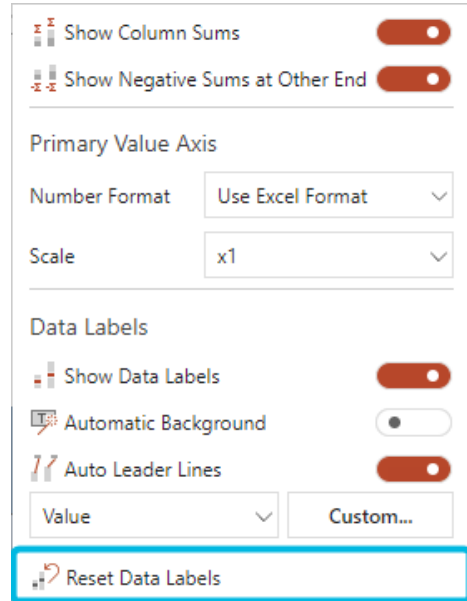 Show Column Sums
Show Negative Sums at Other End
Primary Value Axis
Number Format Use Excel Format
Scale x1
Data Labels
Show Data Labels
Automatic Background
Auto Leader Lines
Value Custom...
Reset Data Labels